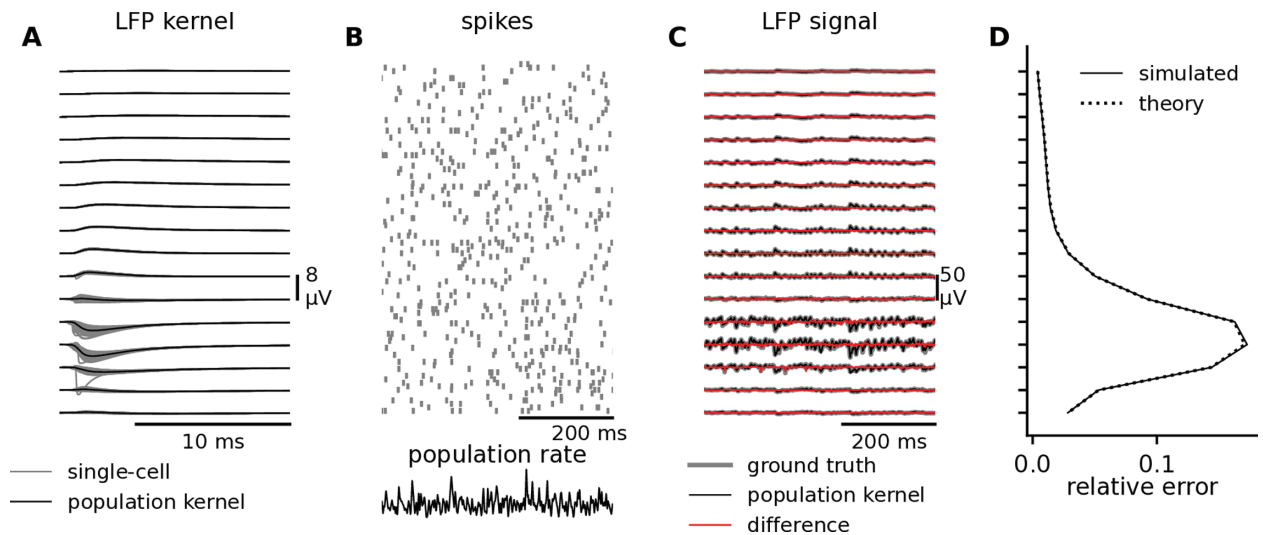 A
LFP kernel
8
μV
10 ms
single-cell
population kernel
B
spikes
200 ms
population rate
C
LFP signal
50
μV
200 ms
ground truth
population kernel
difference
D
simulated
theory
0.0
0.1
relative error